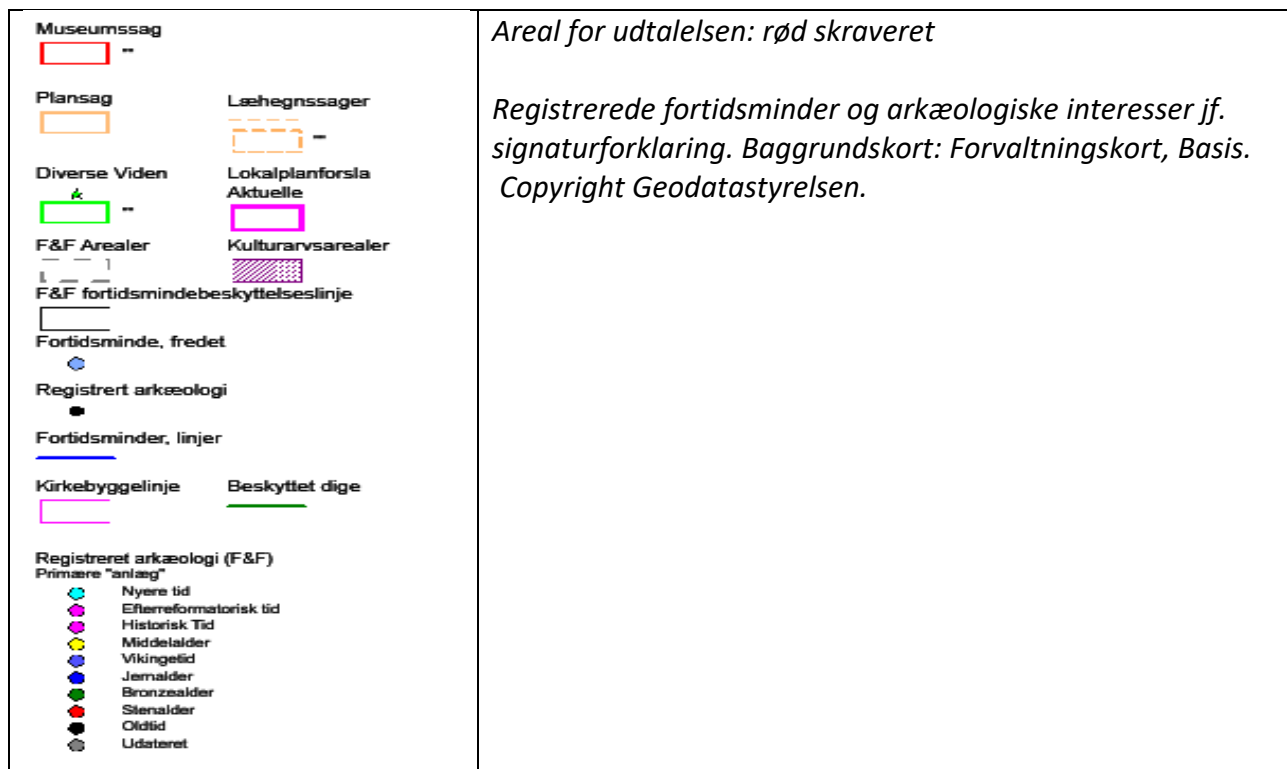 Museumssag
--
Plansag
Læhegnssager
--
Diverse Viden
Lokalplanforsla
Aktuelle
--
F&F Arealer
Kulturarvsarealer
F&F fortidsmindebeskyttelseslinje
Fortidsminde, fredet
Registrert arkæologi
Fortidsminder, linjer
Kirkebyggelinje
Beskyttet dige
Registreret arkæologi (F&F)
Primære "anlæg"
Nyere tid
Efterreformatorisk tid
Historisk Tid
Middelalder
Vikingetid
Jernalder
Bronzealder
Stenalder
Oldtid
Udateret
Areal for udtalelsen: rød skraveret
Registrerede fortidsminder og arkæologiske interesser jf.
signaturforklaring. Baggrundskort: Forvaltningskort, Basis.
Copyright Geodatastyrelsen.